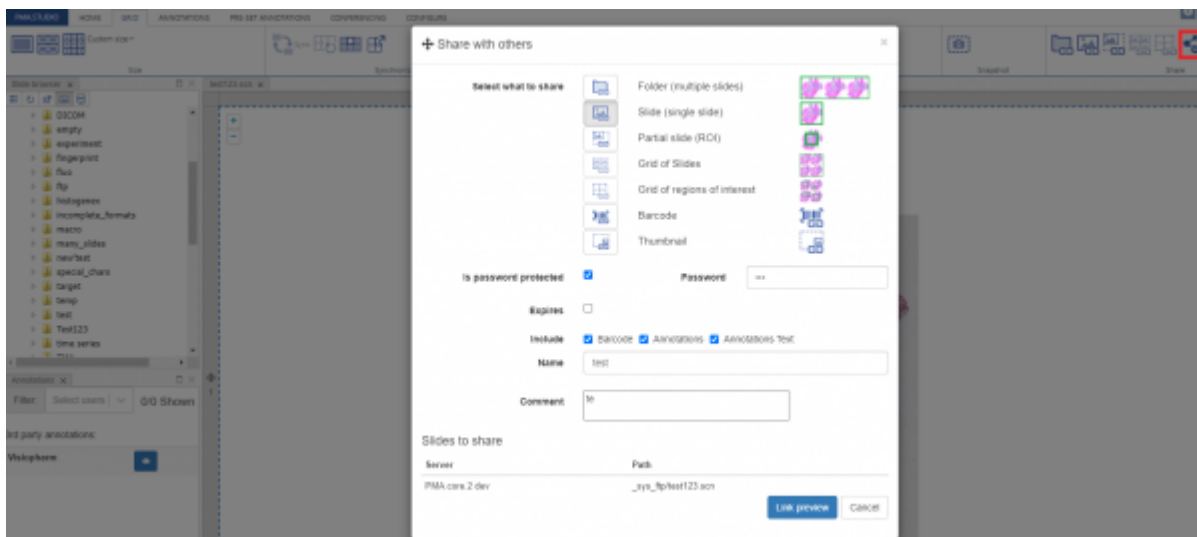 PMA.STUDIO HOME GRID ANNOTATIONS PRE-SET ANNOTATIONS CONFERENCING CONFIGURE
Custom size
Size
Snapshot
Share
Slide browser
test123.scn
DICOM
empty
experiment
fingerprint
fluo
ftp
histogenex
incomplete_formats
macro
many_slides
new'test
special_chars
target
temp
test
Test123
time series
Annotations
Filter: Select users 0/0 Shown
3rd party annotations:
Visiopharm
Share with others
Select what to share
Folder (multiple slides)
Slide (single slide)
Partial slide (ROI)
Grid of Slides
Grid of regions of interest
Barcode
Thumbnail
Is password protected Password
Expires
Include Barcode Annotations Annotations Text
Name test
Comment te
Slides to share
Server Path
PMA.core.2 dev _sys_ftp/test123.scn
Link preview Cancel